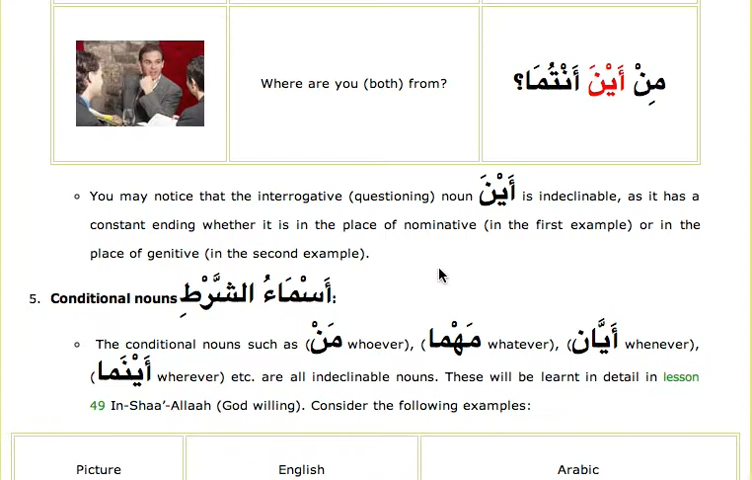 Where are you (both) from?
مِنْ أَيْنَ أَنْتُمَا؟
You may notice that the interrogative (questioning) noun أَيْنَ is indeclinable, as it has a
constant ending whether it is in the place of nominative (in the first example) or in the
place of genitive (in the second example).
5. Conditional nouns أَسْمَاءُ الشَّرْطِ:
The conditional nouns such as (مَنْ whoever), (مَهْما whatever), (أَيَّان whenever),
(أَيْنَما wherever) etc. are all indeclinable nouns. These will be learnt in detail in lesson
49 In-Shaa’-Allaah (God willing). Consider the following examples:
Picture
English
Arabic